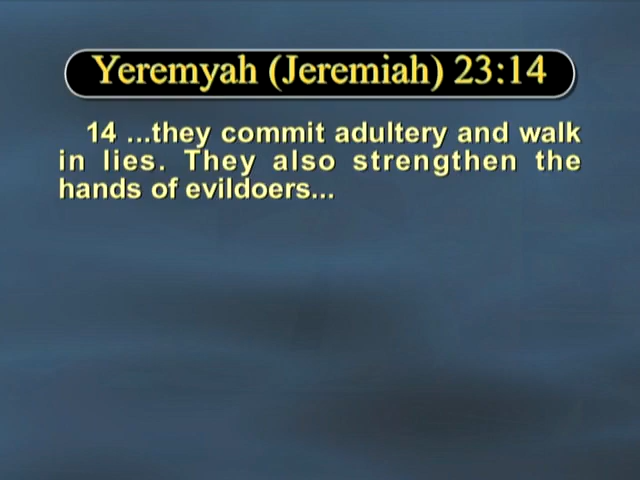 Yeremyah (Jeremiah) 23:14
14 ...they commit adultery and walk
in lies. They also strengthen the
hands of evildoers...